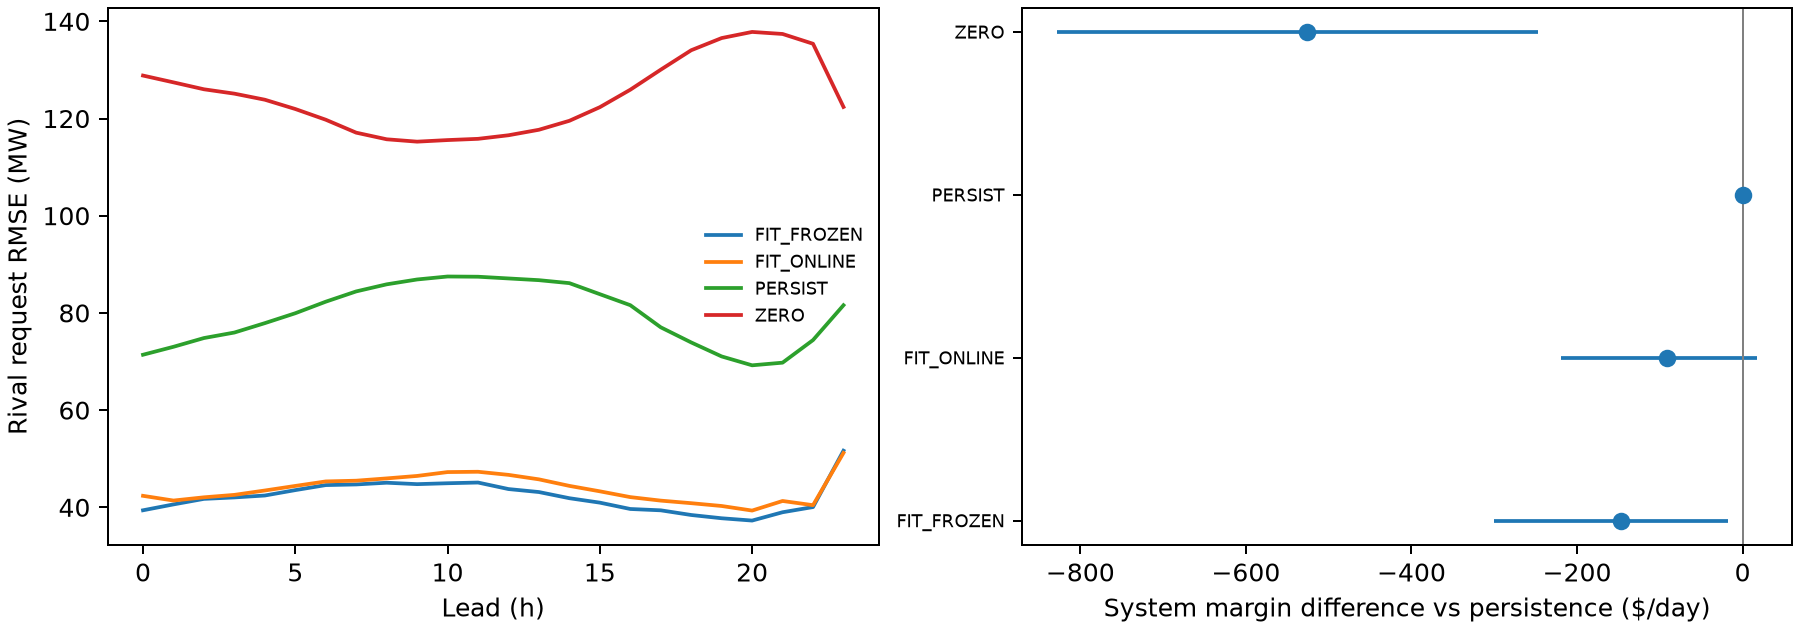 140
120
100
80
60
40
Rival request RMSE (MW)
0
5
10
15
20
Lead (h)
FIT_FROZEN
FIT_ONLINE
PERSIST
ZERO
ZERO
PERSIST
FIT_ONLINE
FIT_FROZEN
−800
−600
−400
−200
0
System margin difference vs persistence ($/day)